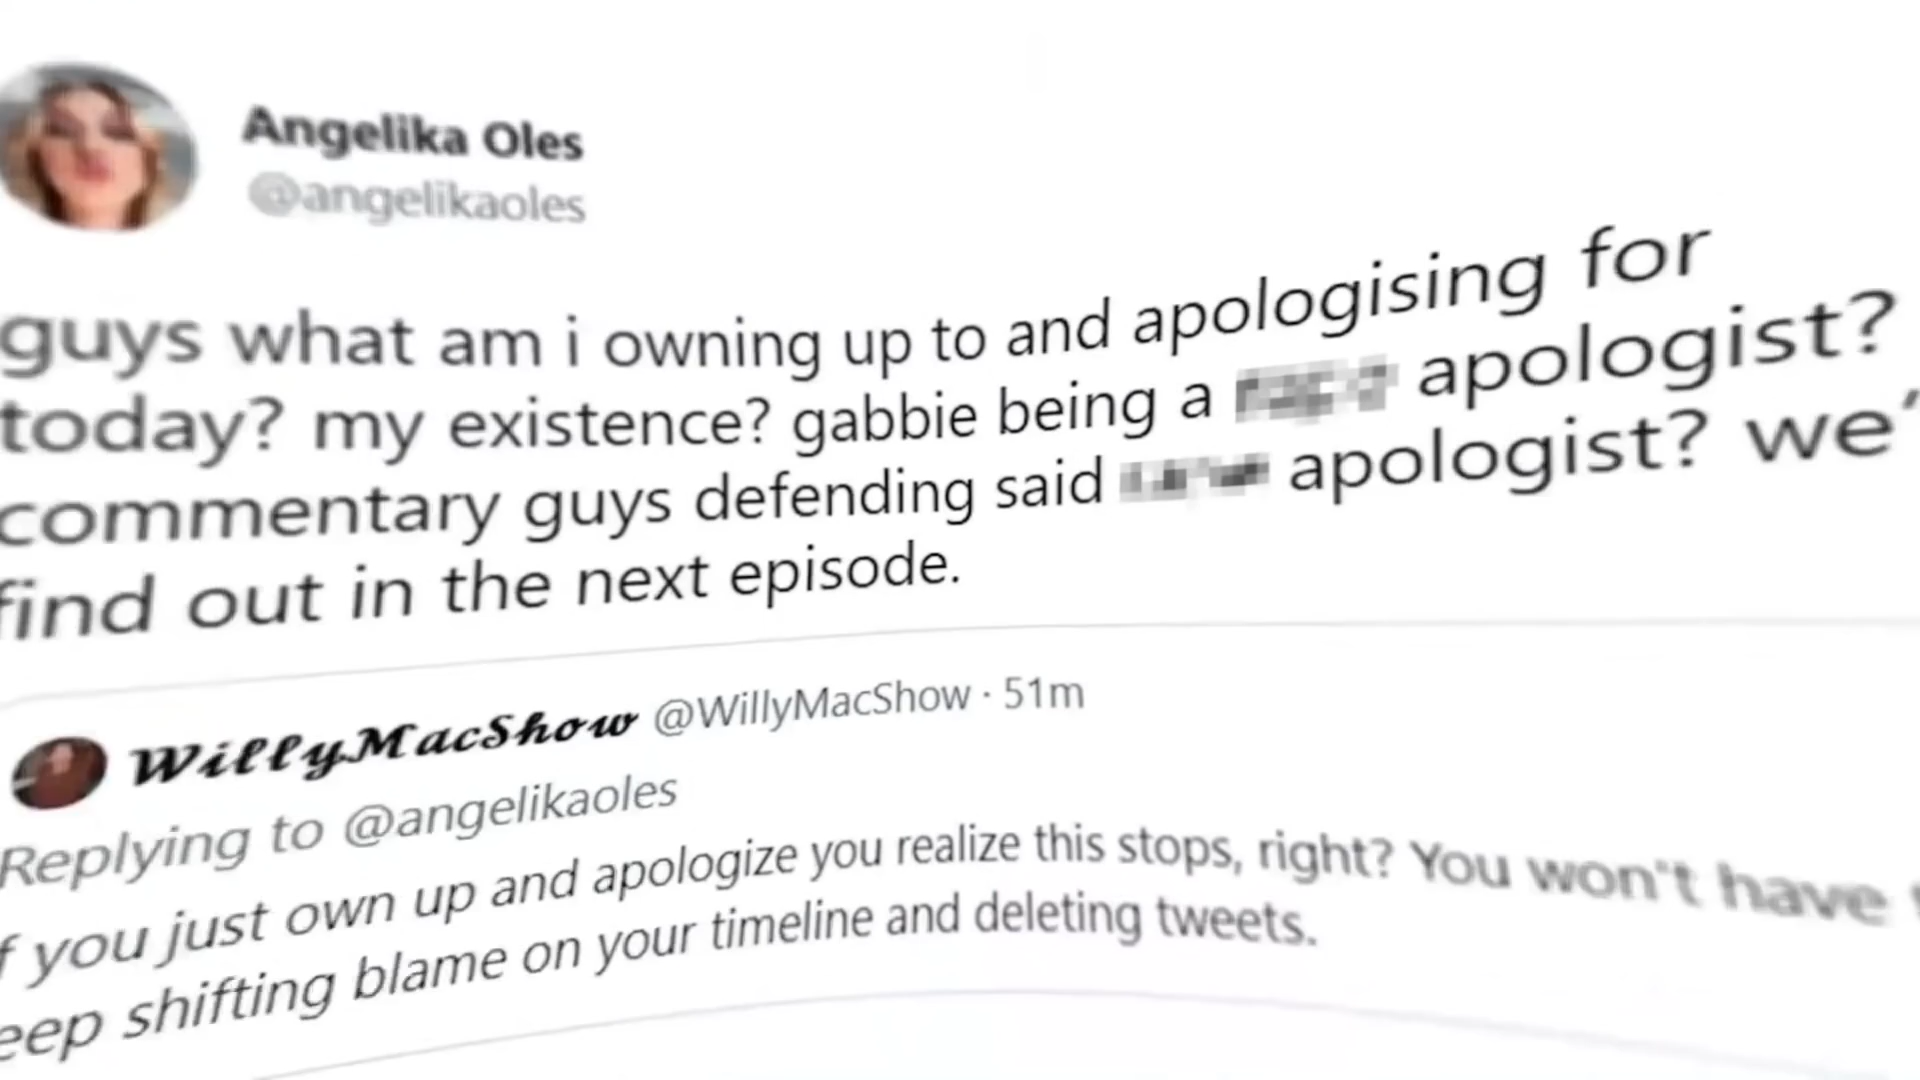 Angelika Oles
@angelikaoles
guys what am i owning up to and apologising for
today? my existence? gabbie being a apologist?
commentary guys defending said apologist? we'
find out in the next episode.
WillyMacShow @WillyMacShow · 51m
Replying to @angelikaoles
f you just own up and apologize you realize this stops, right? You won't have
eep shifting blame on your timeline and deleting tweets.